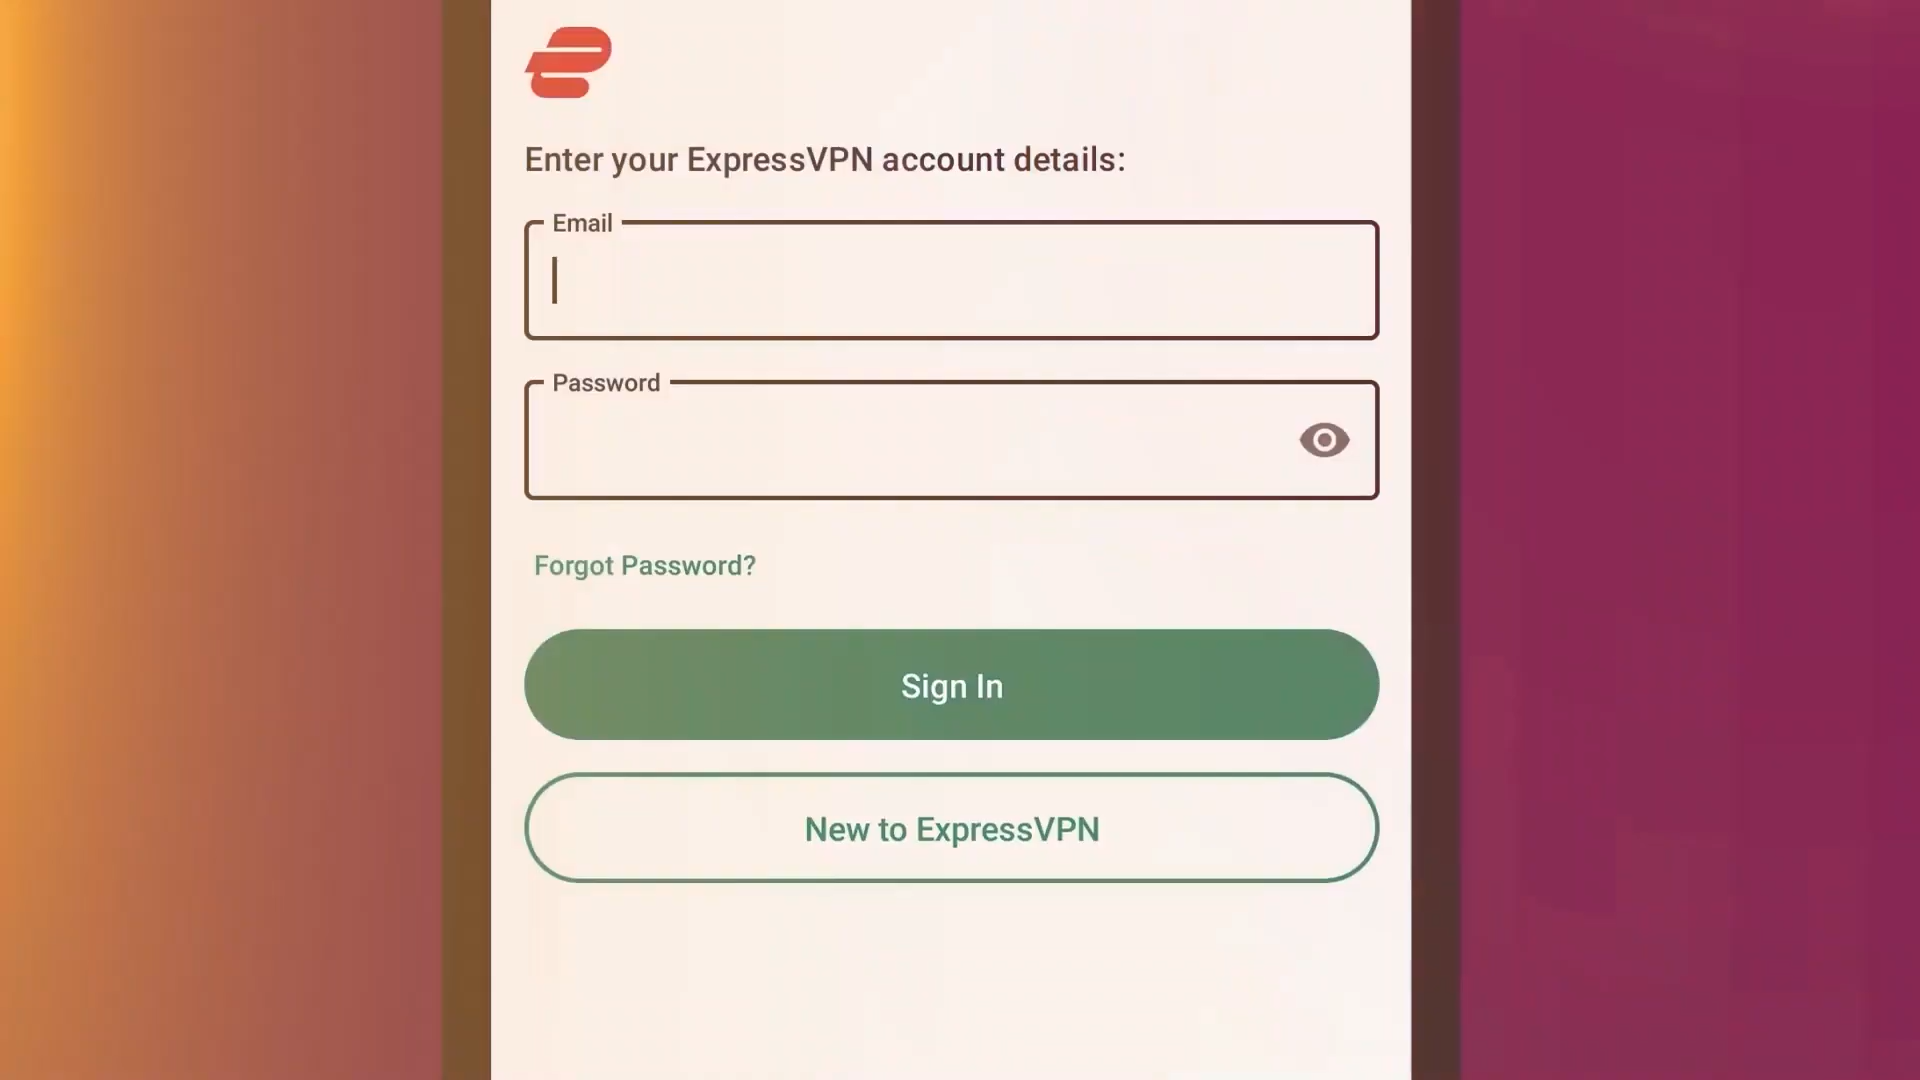 Enter your ExpressVPN account details:
Email
Password
Forgot Password?
Sign In
New to ExpressVPN